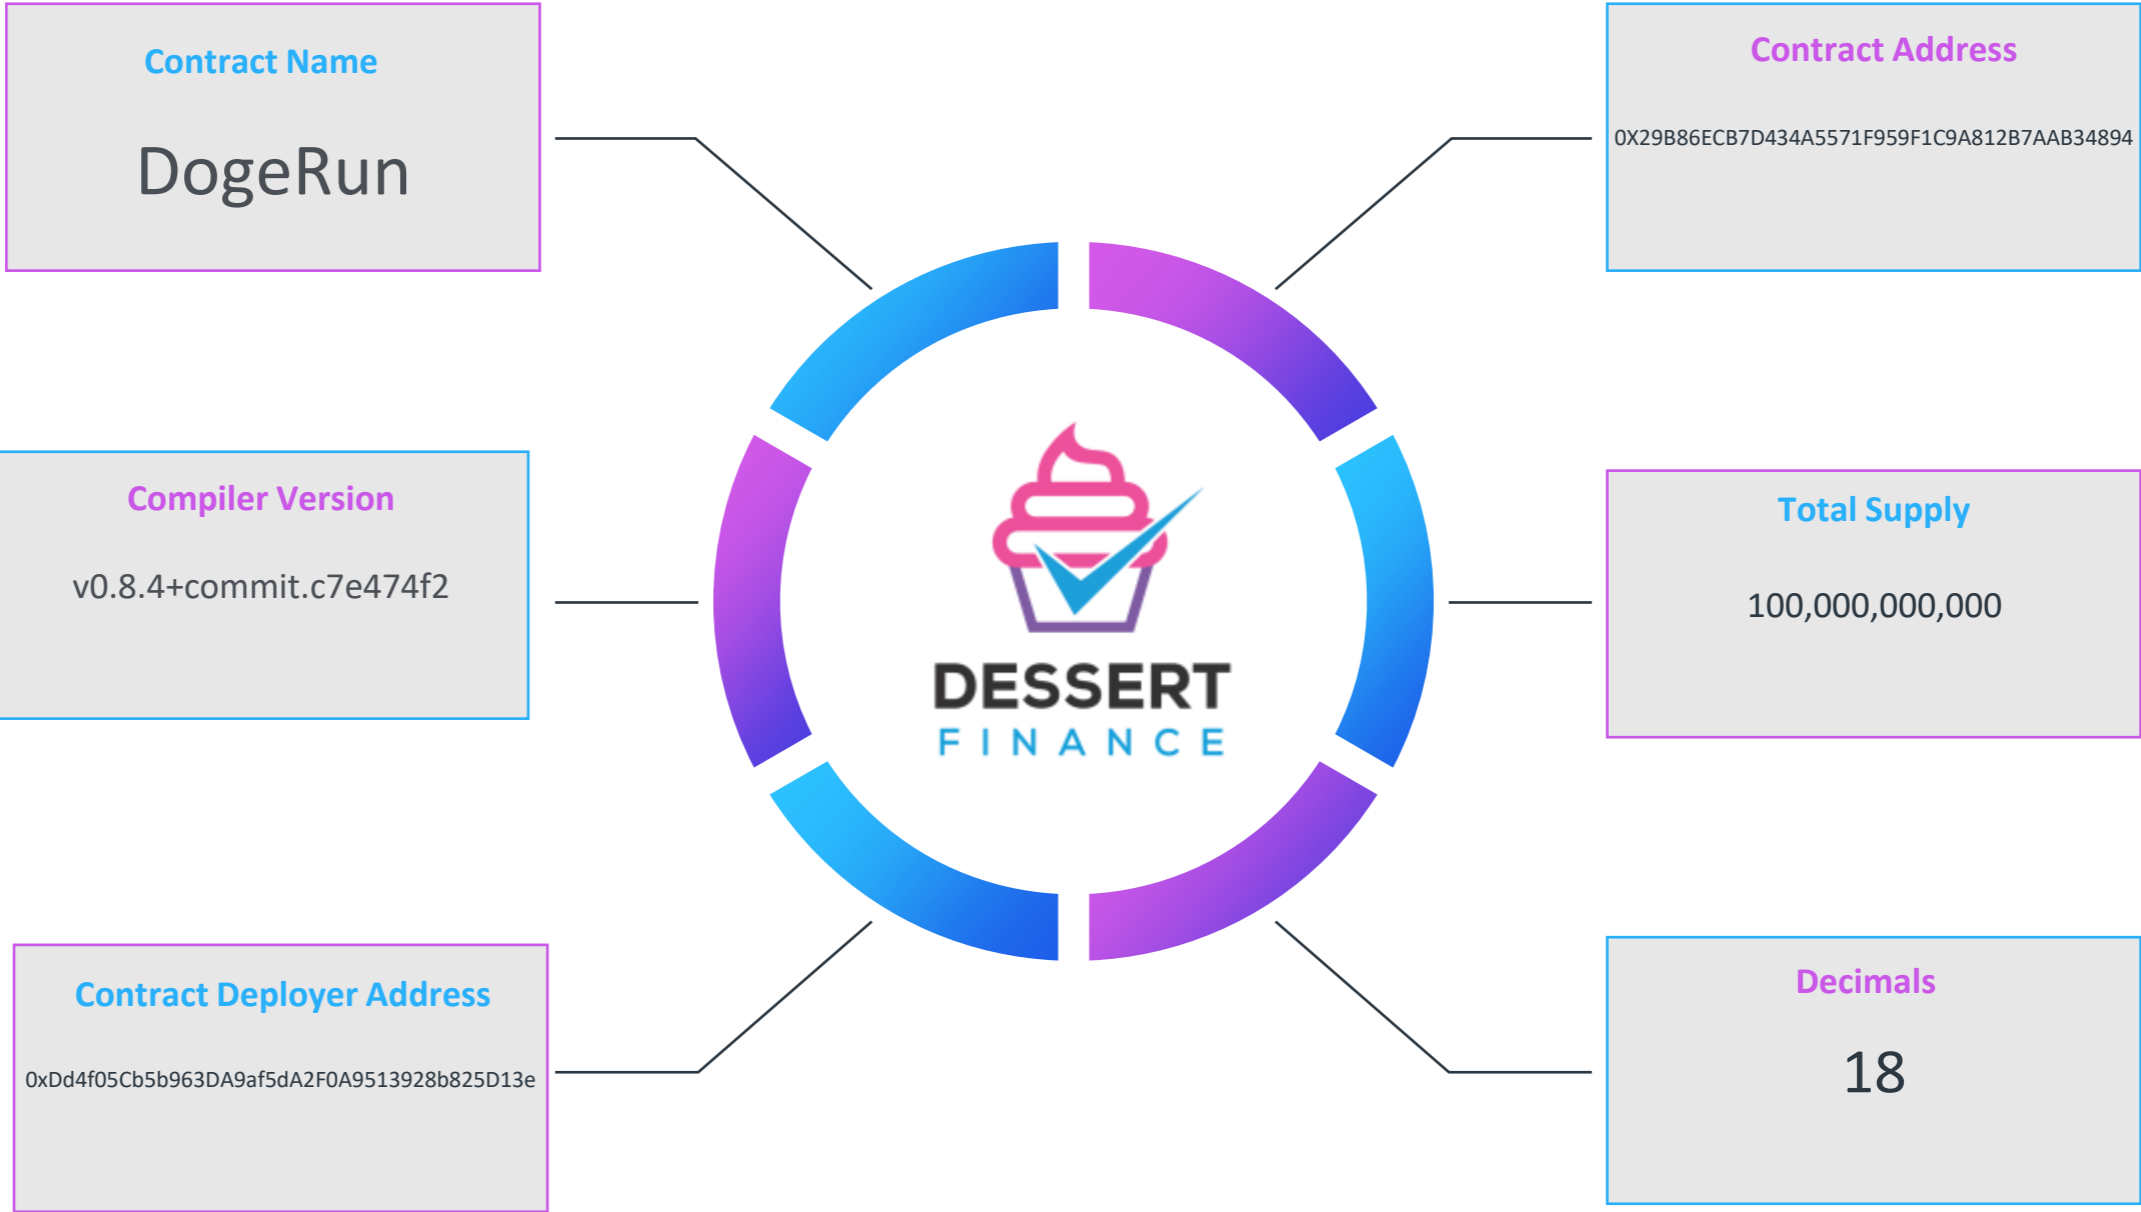 Contract Name
DogeRun
Contract Address
0X29B86ECB7D434A5571F959F1C9A812B7AAB34894
Compiler Version
v0.8.4+commit.c7e474f2
DESSERT
FINANCE
Total Supply
100,000,000,000
Contract Deployer Address
0xDd4f05Cb5b963DA9af5dA2F0A9513928b825D13e
Decimals
18